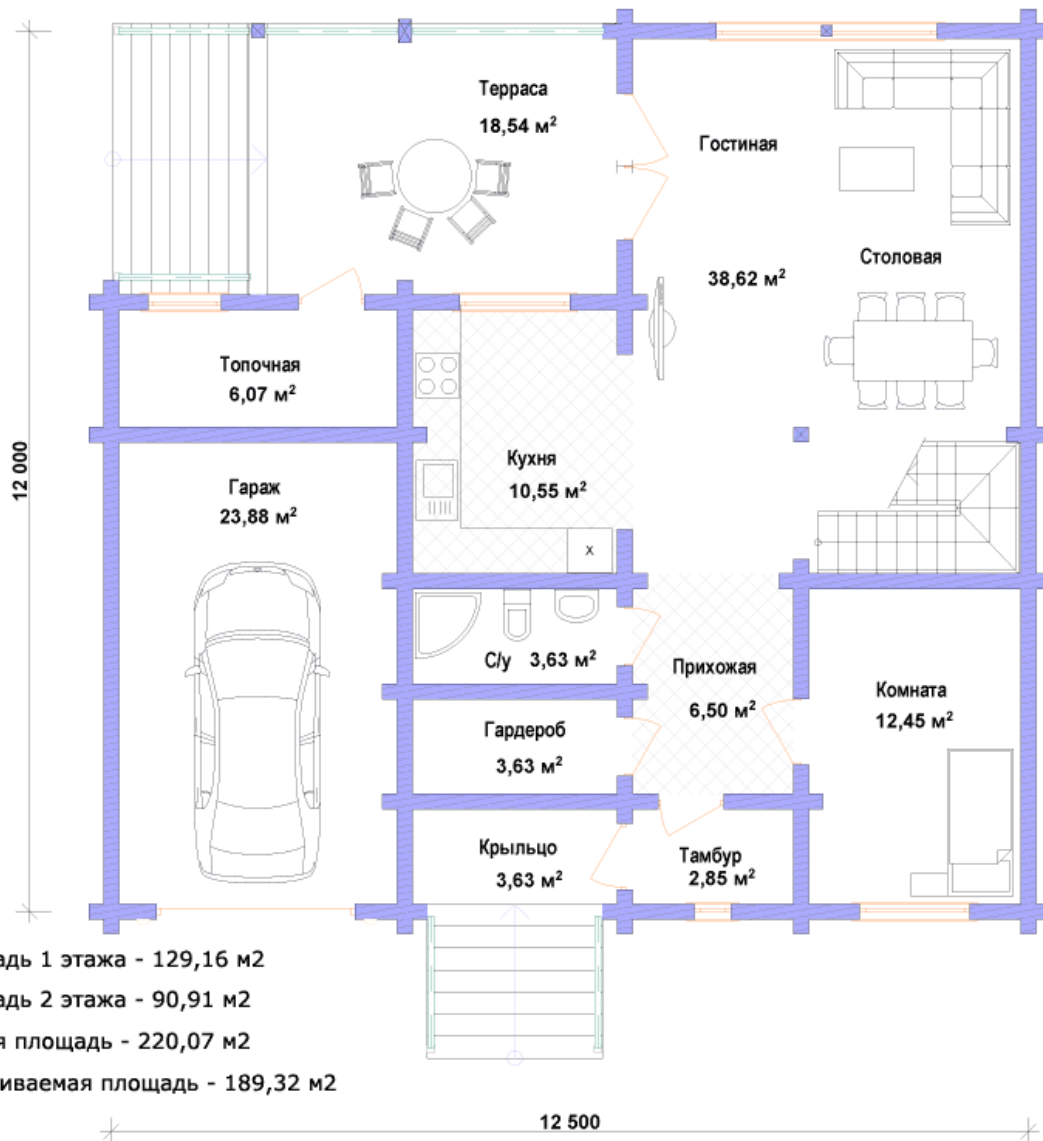 Терраса
18,54 м²
Гостиная
Столовая
38,62 м²
Топочная
6,07 м²
12 000
Кухня
10,55 м²
Гараж
23,88 м²
x
С/у 3,63 м²
Прихожая
6,50 м²
Комната
12,45 м²
Гардероб
3,63 м²
Крыльцо
3,63 м²
Тамбур
2,85 м²
адь 1 этажа - 129,16 м2
адь 2 этажа - 90,91 м2
я площадь - 220,07 м2
иваемая площадь - 189,32 м2
12 500